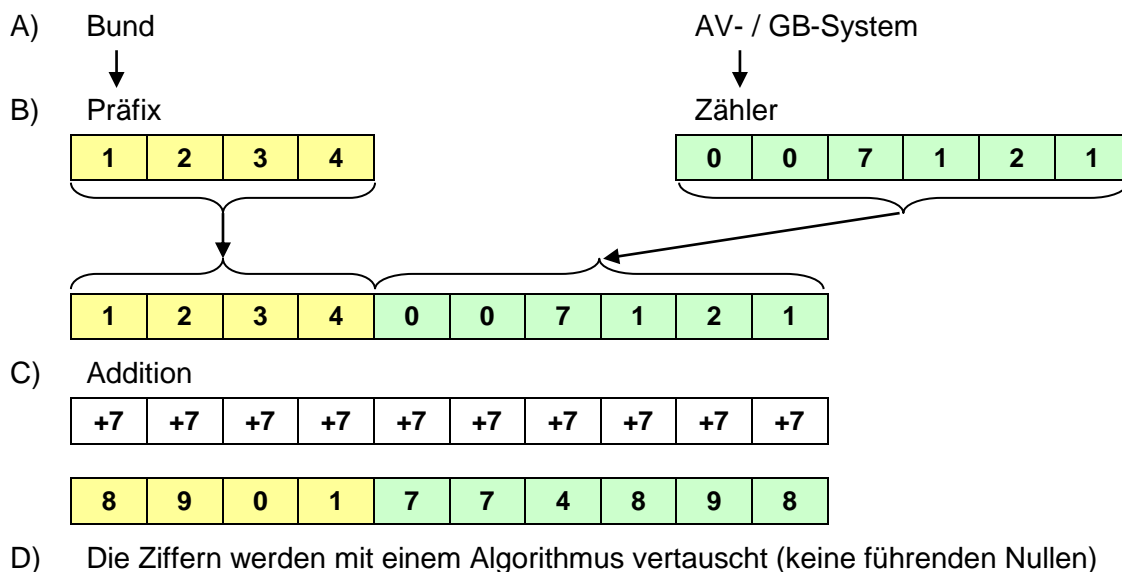 A) Bund AV- / GB-System
B) Präfix Zähler
1 2 3 4 0 0 7 1 2 1
1 2 3 4 0 0 7 1 2 1
C) Addition
+7 +7 +7 +7 +7 +7 +7 +7 +7 +7
8 9 0 1 7 7 4 8 9 8
D) Die Ziffern werden mit einem Algorithmus vertauscht (keine führenden Nullen)